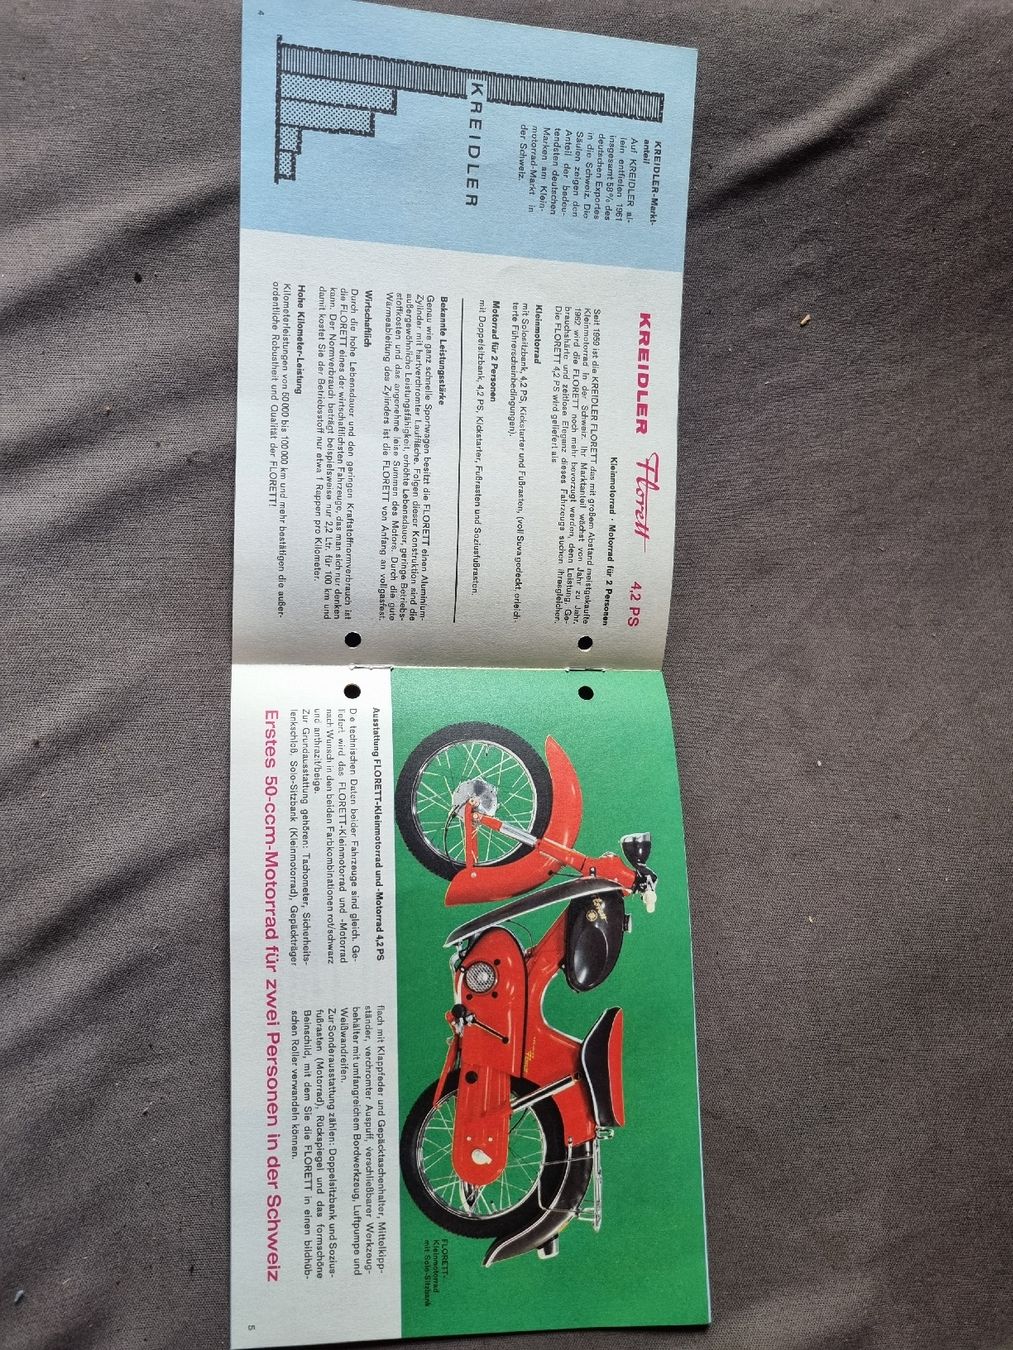 KREIDLER-Markt-
anteil
Auf KREIDLER al-
lein entfielen 1961
insgesamt 58% des
deutschen Exportes
in die Schweiz. Die
Säulen zeigen den
Anteil der bedeu-
tendsten deutschen
Marken am Klein-
motorrad-Markt in
der Schweiz.
KREIDLER
4
KREIDLER Florett 4,2 PS
Kleinmotorrad · Motorrad für 2 Personen
Seit 1959 ist die KREIDLER FLORETT das mit großem Abstand meistgekaufte
Kleinmotorrad in der Schweiz. Ihr Marktanteil wächst von Jahr zu Jahr.
1962 wird die FLORETT noch mehr bevorzugt werden, denn Leistung, Ge-
brauchshärte und zeitlose Eleganz dieses Fahrzeugs suchen ihresgleichen.
Die FLORETT 4,2 PS wird geliefert als
Kleinmotorrad
mit Solositzbank, 4,2 PS, Kickstarter und Fußrasten, (voll Suva gedeckt, erleich-
terte Führerscheinbedingungen).
Motorrad für 2 Personen
mit Doppelsitzbank, 4,2 PS, Kickstarter, Fußrasten und Soziusfußrasten.
Bekannte Leistungsstärke
Genau wie ganz schnelle Sportwagen besitzt die FLORETT einen Aluminium-
Zylinder mit hartverchromter Lauffläche. Folgen dieser Konstruktion sind die
außergewöhnliche Leistungsfähigkeit, erhöhte Lebensdauer, geringe Betriebs-
stoffkosten und das angenehme leise Summen des Motors. Durch die gute
Wärmeableitung des Zylinders ist die FLORETT von Anfang an vollgasfest.
Wirtschaftlich
Durch die hohe Lebensdauer und den geringen Kraftstoffnormverbrauch ist
die FLORETT eines der wirtschaftlichsten Fahrzeuge, das man sich nur denken
kann. Der Normverbrauch beträgt beispielsweise nur 2,2 Ltr. für 100 km und
damit kostet Sie der Betriebsstoff nur etwa 1 Rappen pro Kilometer.
Hohe Kilometer-Leistung
Kilometerleistungen von 50000 bis 100000 km und mehr bestätigen die außer-
ordentliche Robustheit und Qualität der FLORETT!
FLORETT-
Kleinmotorrad
mit Solo-Sitzbank
Ausstattung FLORETT-Kleinmotorrad und -Motorrad 4,2 PS
Die technischen Daten beider Fahrzeuge sind gleich. Ge-
liefert wird das FLORETT-Kleinmotorrad und -Motorrad
nach Wunsch in den beiden Farbkombinationen rot/schwarz
und anthrazit/beige.
Zur Grundausstattung gehören: Tachometer, Sicherheits-
lenkschloß, Solo-Sitzbank (Kleinmotorrad), Gepäckträger
flach mit Klappfeder und Gepäcktaschenhalter, Mittelkipp-
ständer, verchromter Auspuff, verschließbarer Werkzeug-
behälter mit umfangreichem Bordwerkzeug, Luftpumpe und
Weißwandreifen.
Zur Sonderausstattung zählen: Doppelsitzbank und Sozius-
fußrasten (Motorrad), Rückspiegel und das formschöne
Beinschild, mit dem Sie die FLORETT in einen bildhüb-
schen Roller verwandeln können.
Erstes 50-ccm-Motorrad für zwei Personen in der Schweiz
5